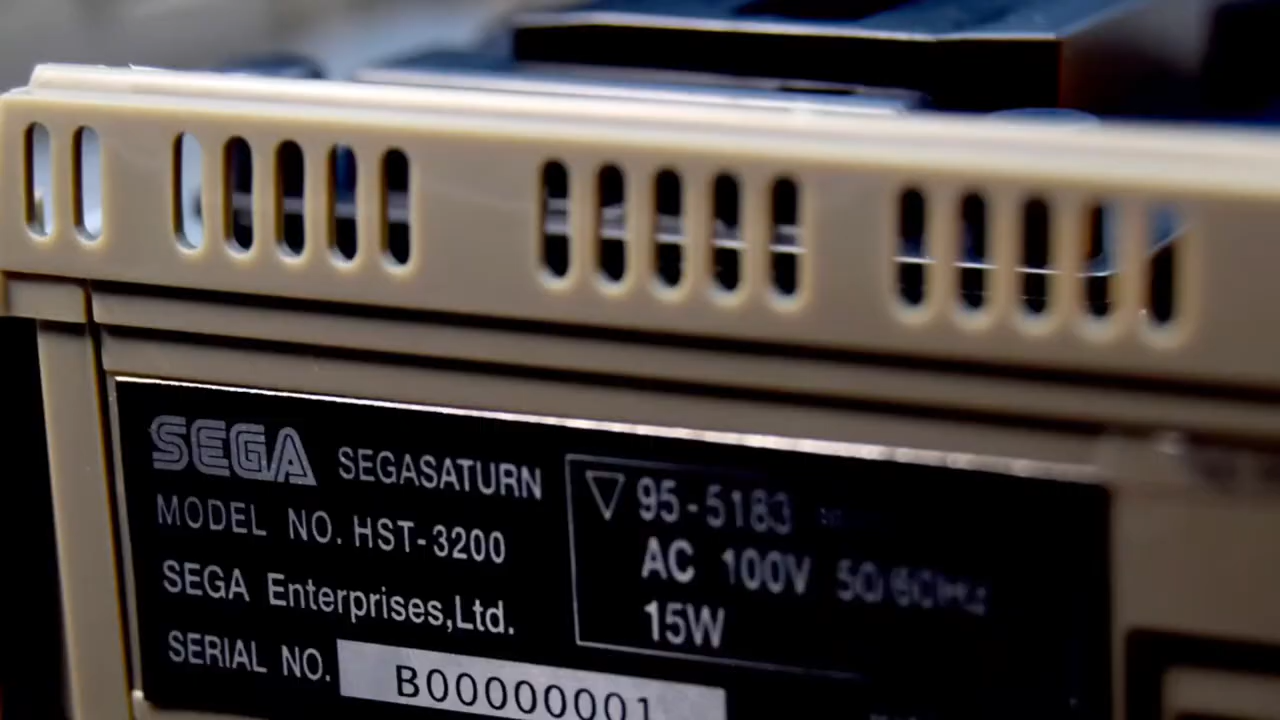 SEGA SEGASATURN
MODEL NO. HST-3200
SEGA Enterprises,Ltd.
SERIAL NO. B00000001
▽ 95-5183
AC 100V 50/60Hz
15W